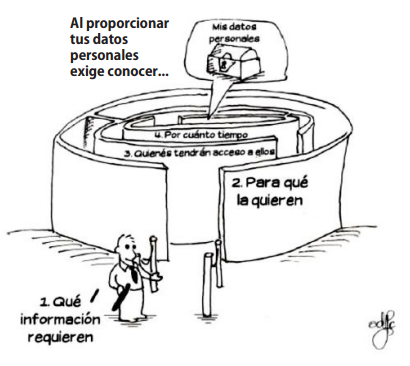 Al proporcionar
tus datos
personales
exige conocer...
Mis datos
personales
4. Por cuánto tiempo
3. Quienés tendrán acceso a ellos
2. Para qué
la quieren
1. Qué
información
requieren